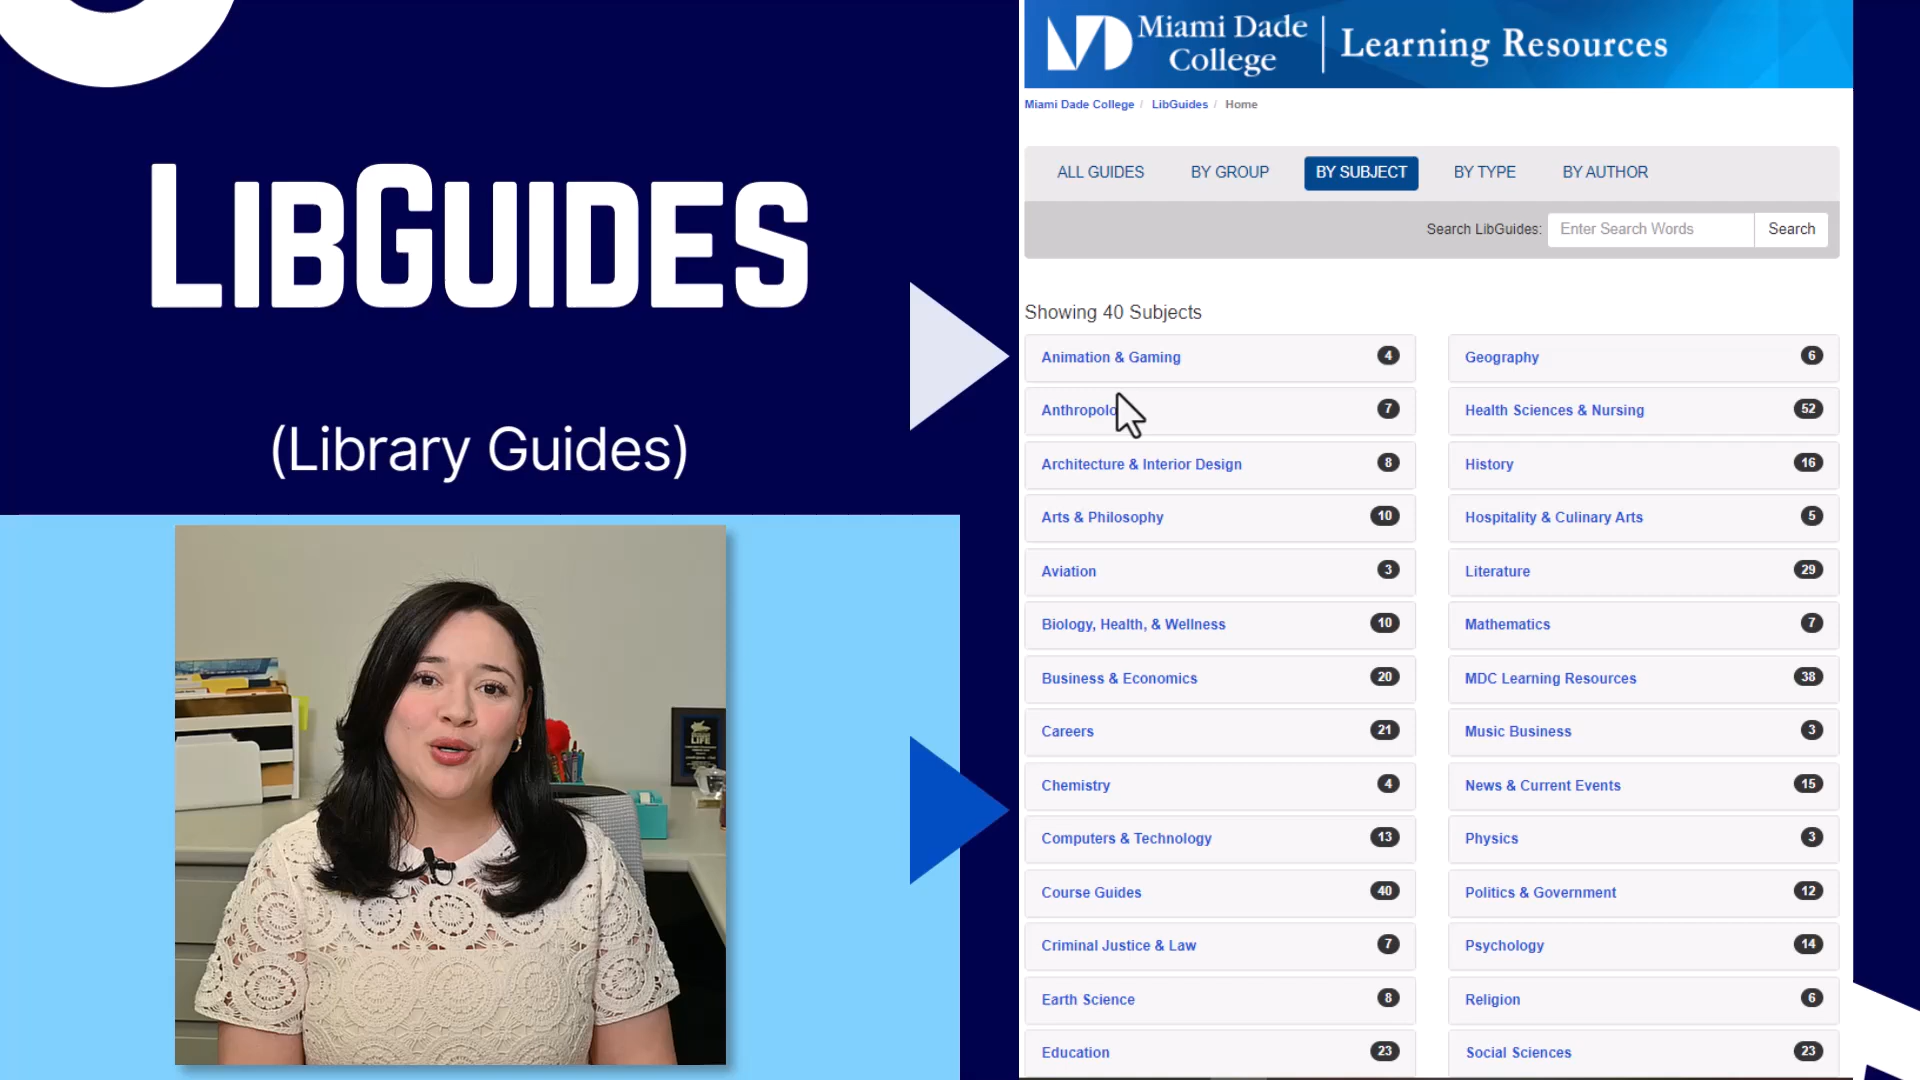 LIBGUIDES
(Library Guides)
LIFE
Miami Dade
College
Learning Resources
Miami Dade College / LibGuides / Home
ALL GUIDES BY GROUP BY SUBJECT BY TYPE BY AUTHOR
Search LibGuides: Enter Search Words Search
Showing 40 Subjects
Animation & Gaming 4
Anthropolo 7
Architecture & Interior Design 8
Arts & Philosophy 10
Aviation 3
Biology, Health, & Wellness 10
Business & Economics 20
Careers 21
Chemistry 4
Computers & Technology 13
Course Guides 40
Criminal Justice & Law 7
Earth Science 8
Education 23
Geography 6
Health Sciences & Nursing 52
History 16
Hospitality & Culinary Arts 5
Literature 29
Mathematics 7
MDC Learning Resources 38
Music Business 3
News & Current Events 15
Physics 3
Politics & Government 12
Psychology 14
Religion 6
Social Sciences 23